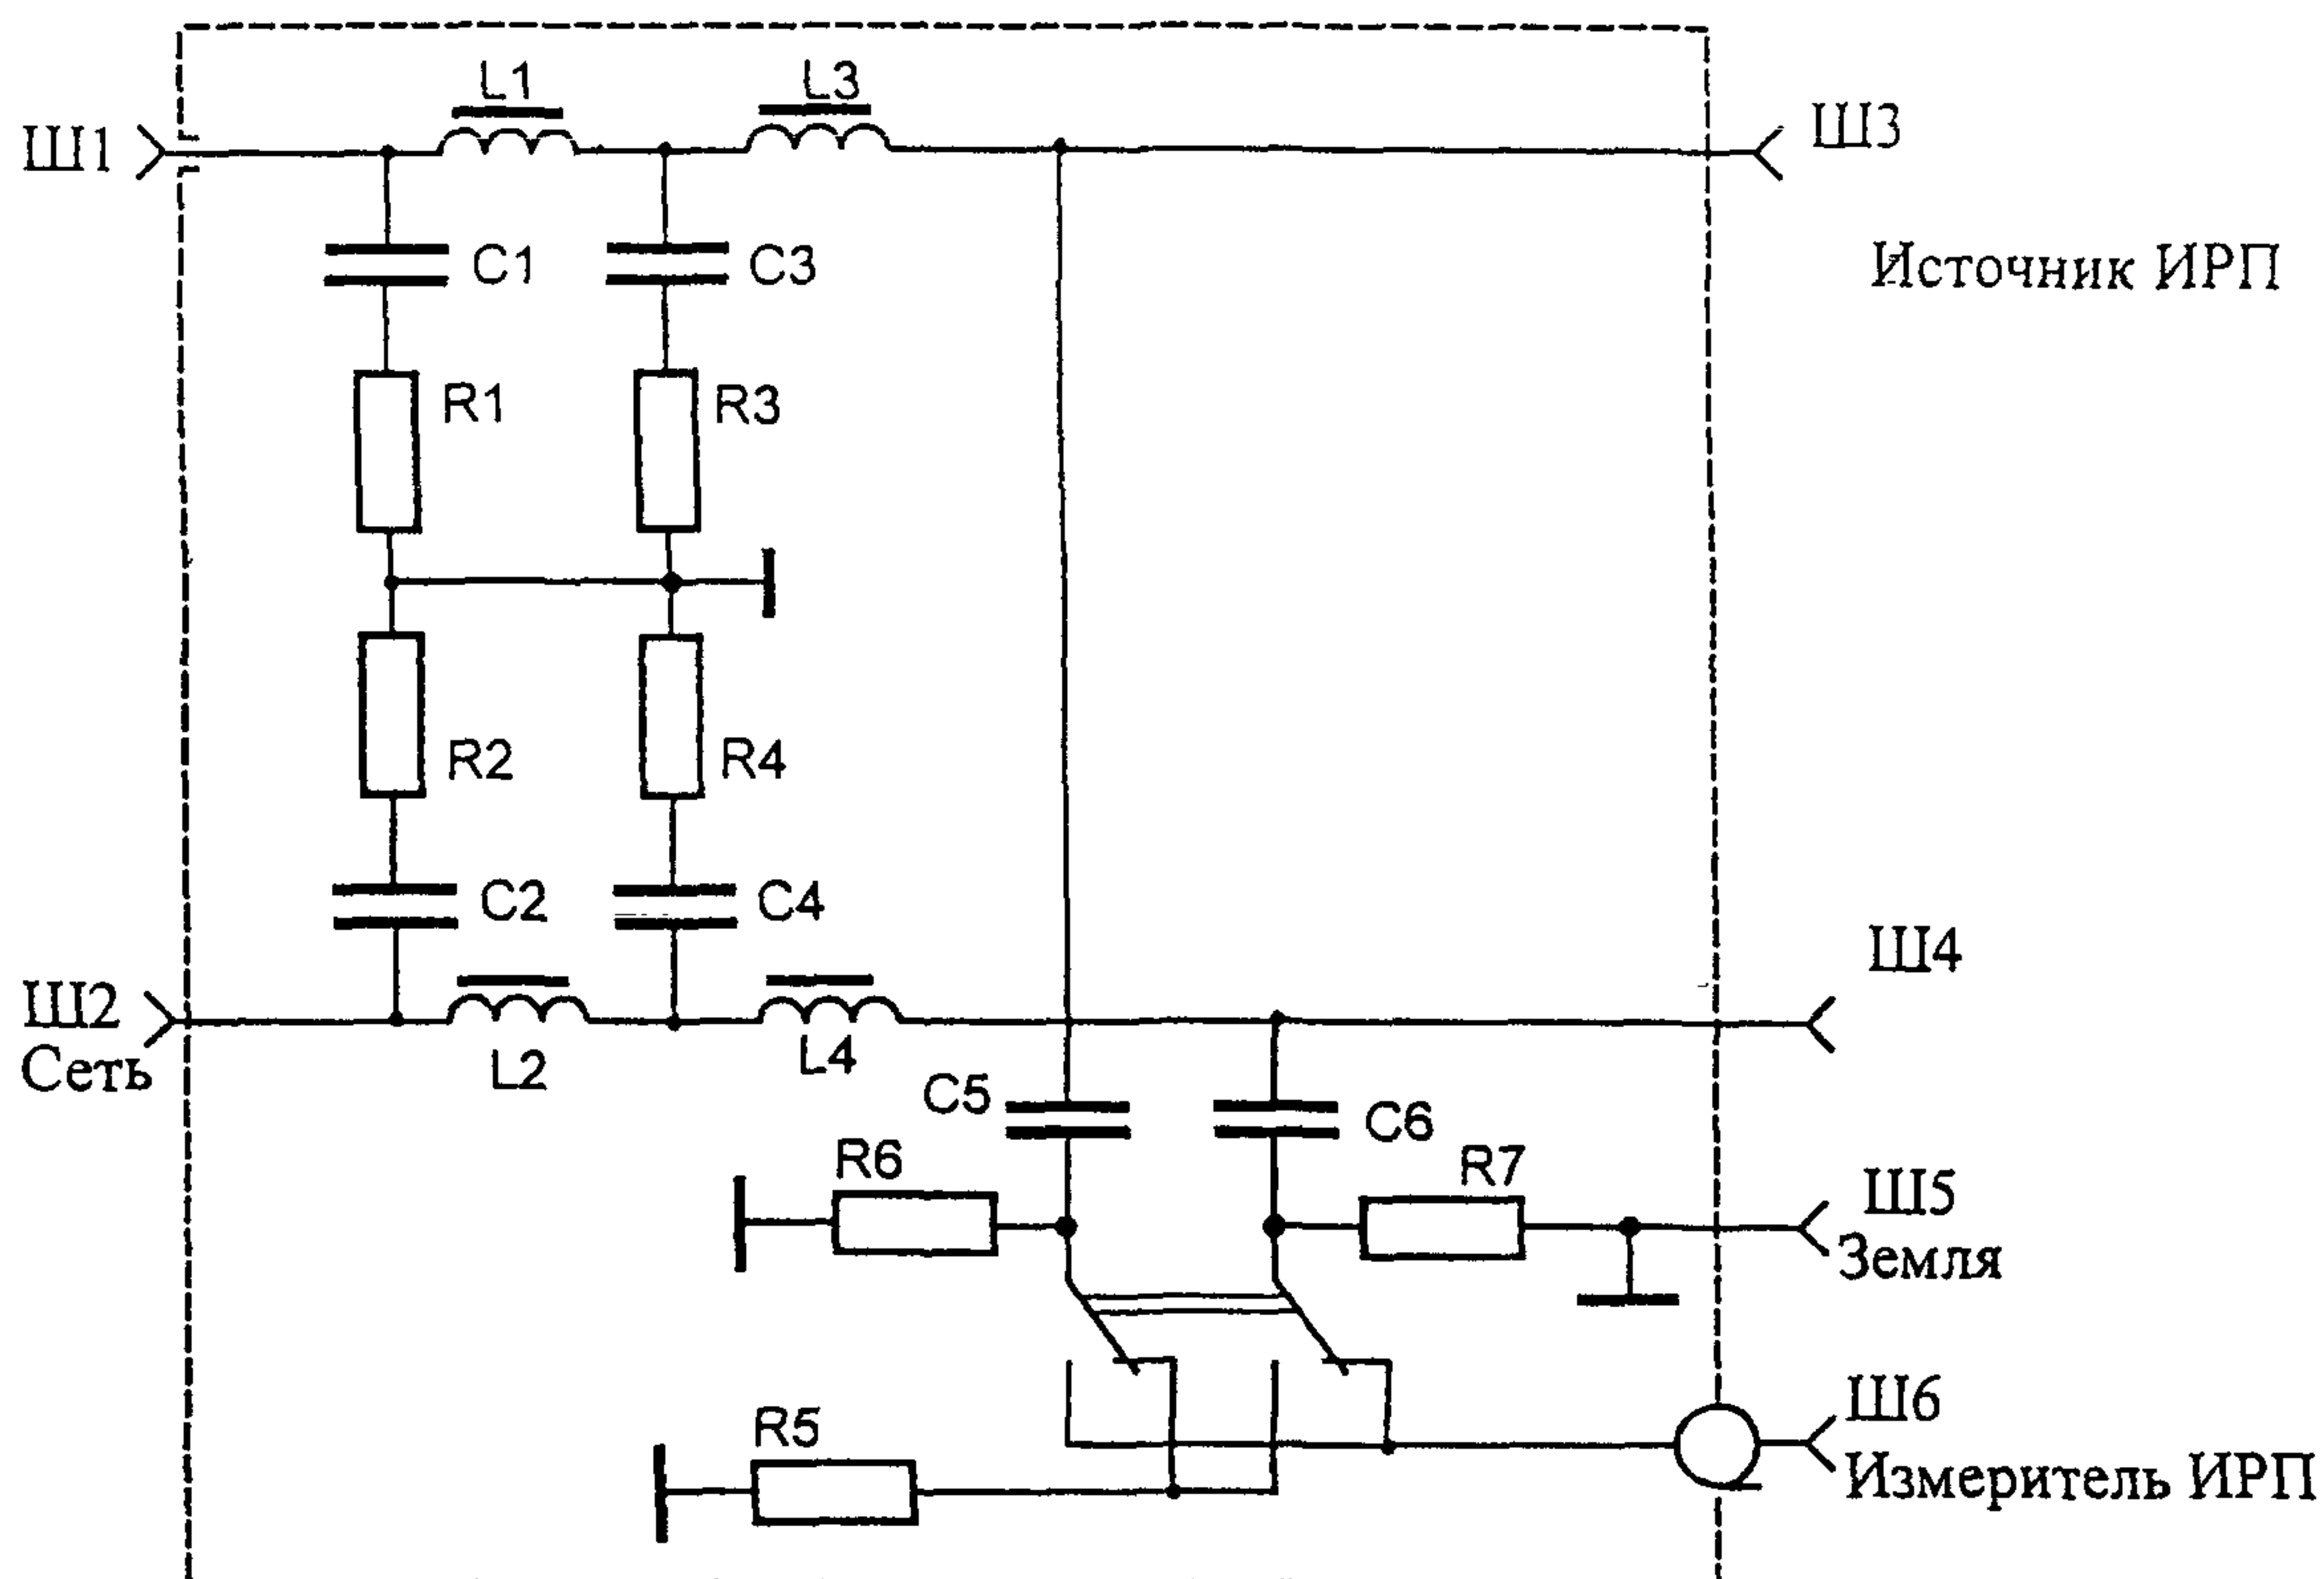 L1
L3
Ш1
Ш3
C1
C3
Источник ИРП
R1
R3
R2
R4
C2
C4
Ш4
Ш2
Сеть
L2
L4
C5
C6
R6
R7
Ш5
Земля
R5
Ш6
Измеритель ИРП